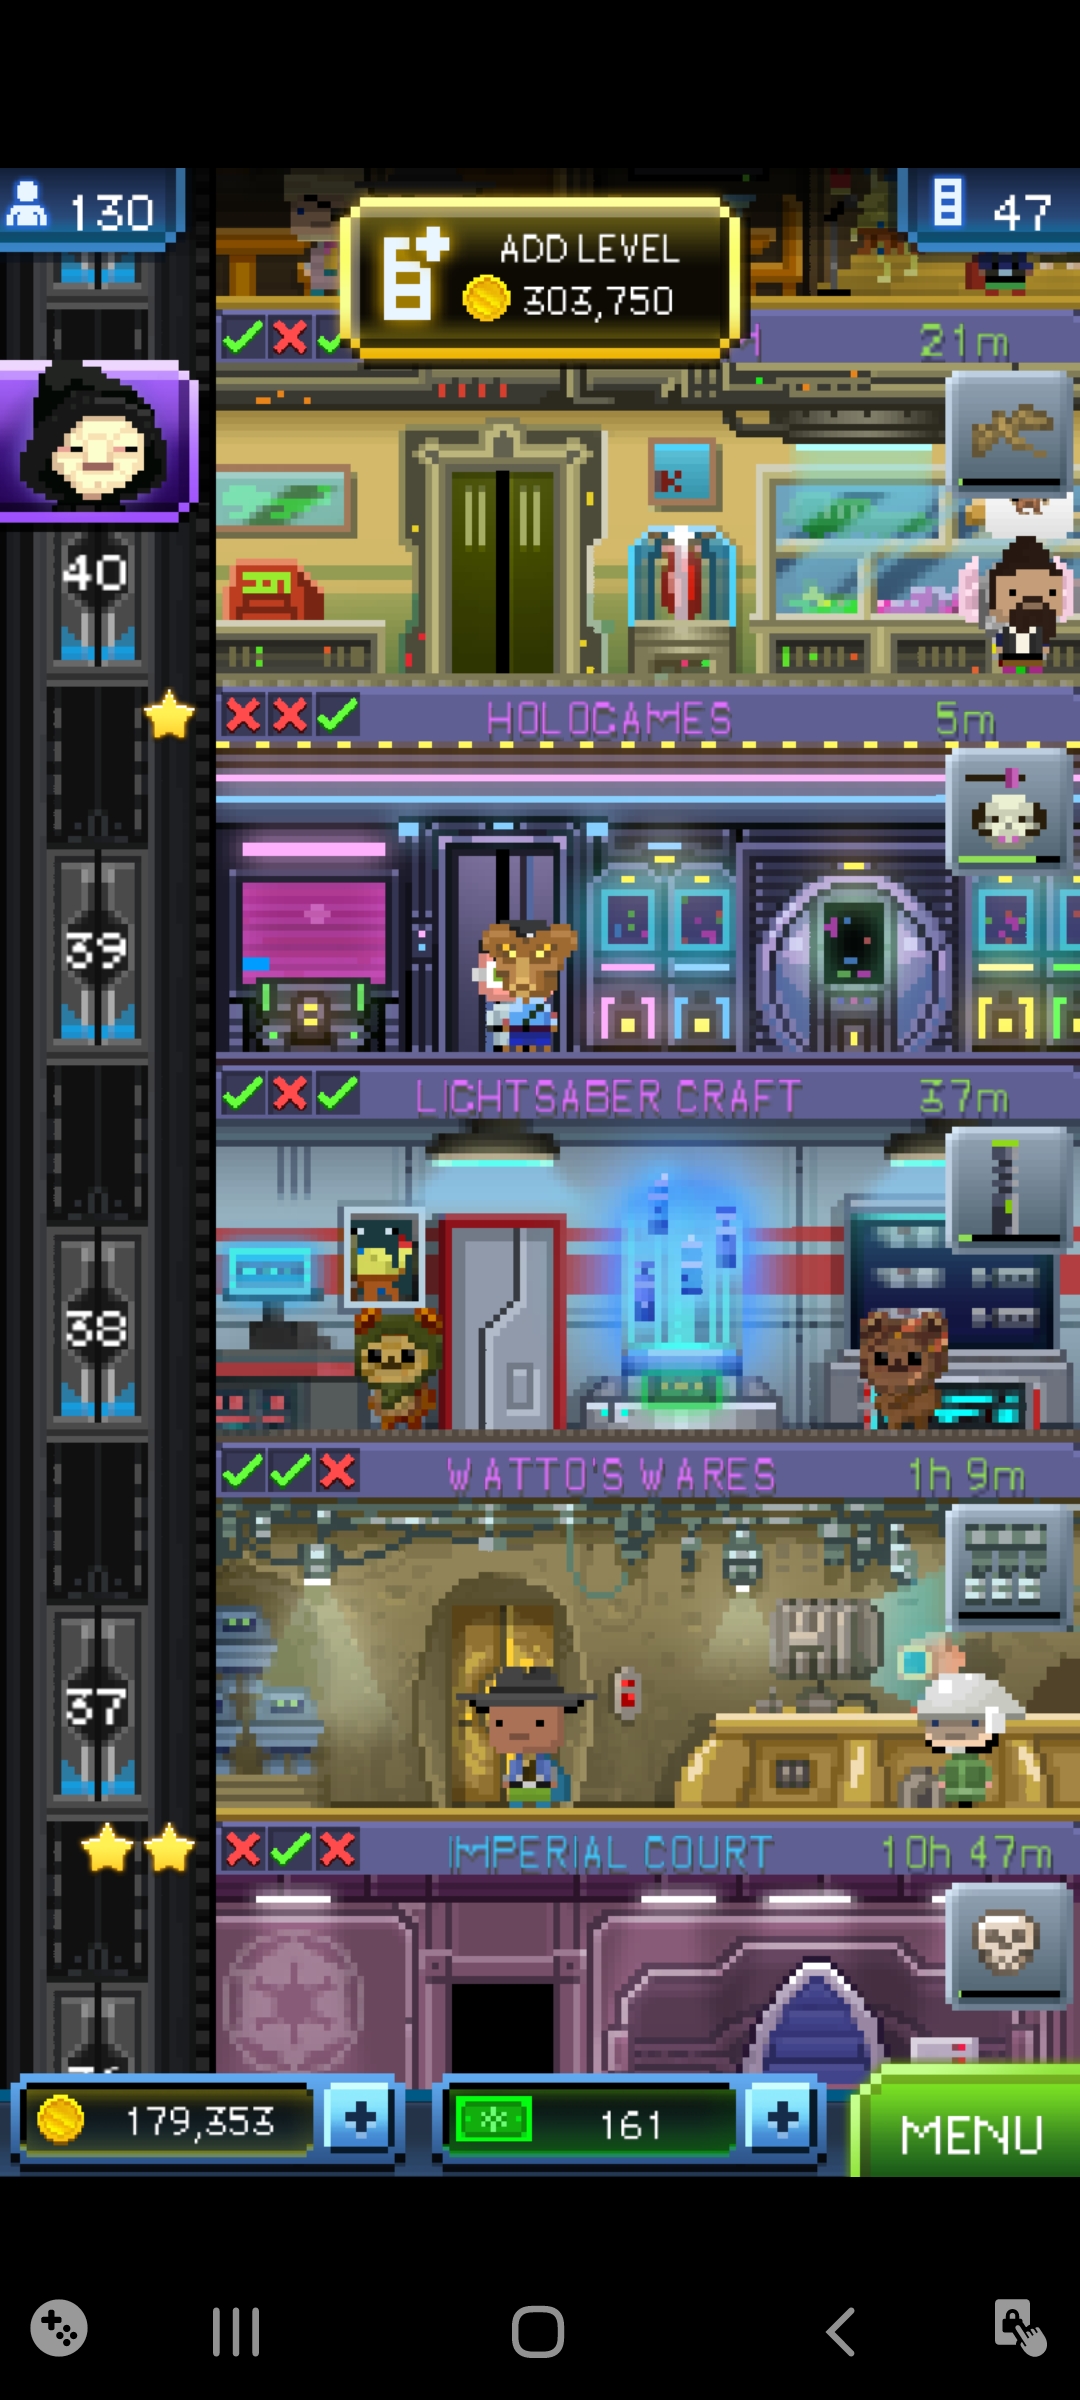 130
47
ADD LEVEL
303,750
21m
40
HOLOGAMES
5m
39
LIGHTSABER CRAFT
37m
38
WATTO'S WARES
1h 9m
37
IMPERIAL COURT
10h 47m
179,353
161
MENU